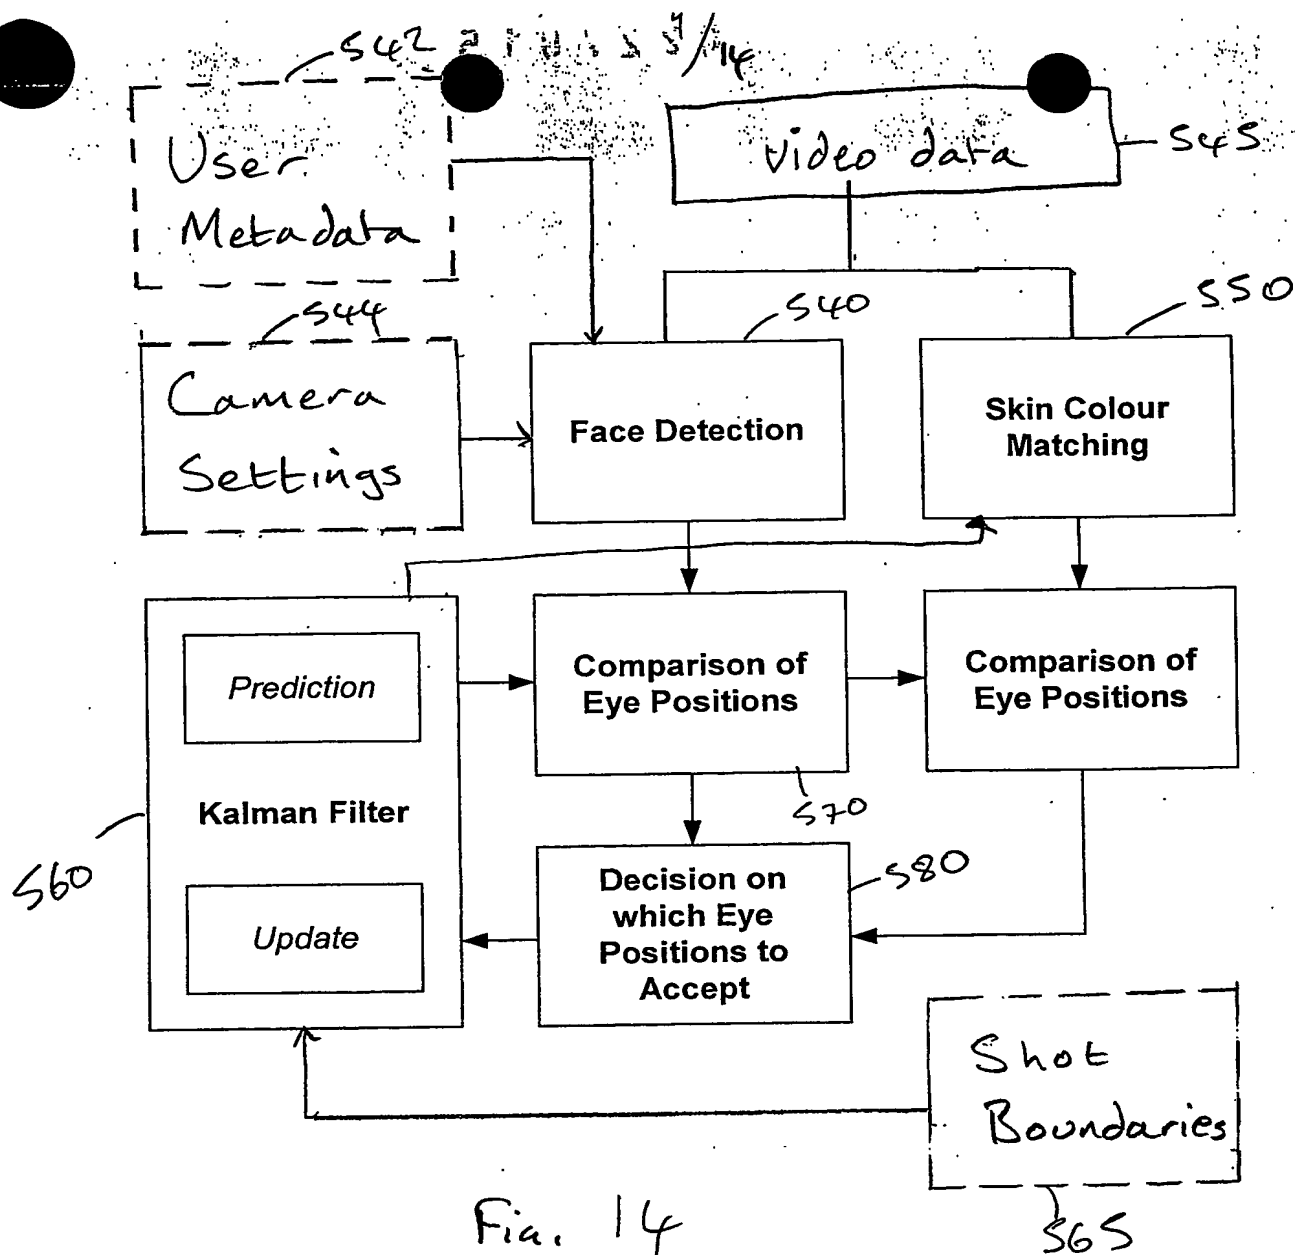 542
/14
User
Metadata
video data
545
544
540
550
Camera
Settings
Face Detection
Skin Colour
Matching
Prediction
Comparison of
Eye Positions
Comparison of
Eye Positions
Kalman Filter
570
560
Decision on
which Eye
Positions to
Accept
580
Update
Shot
Boundaries
Fig. 14
565